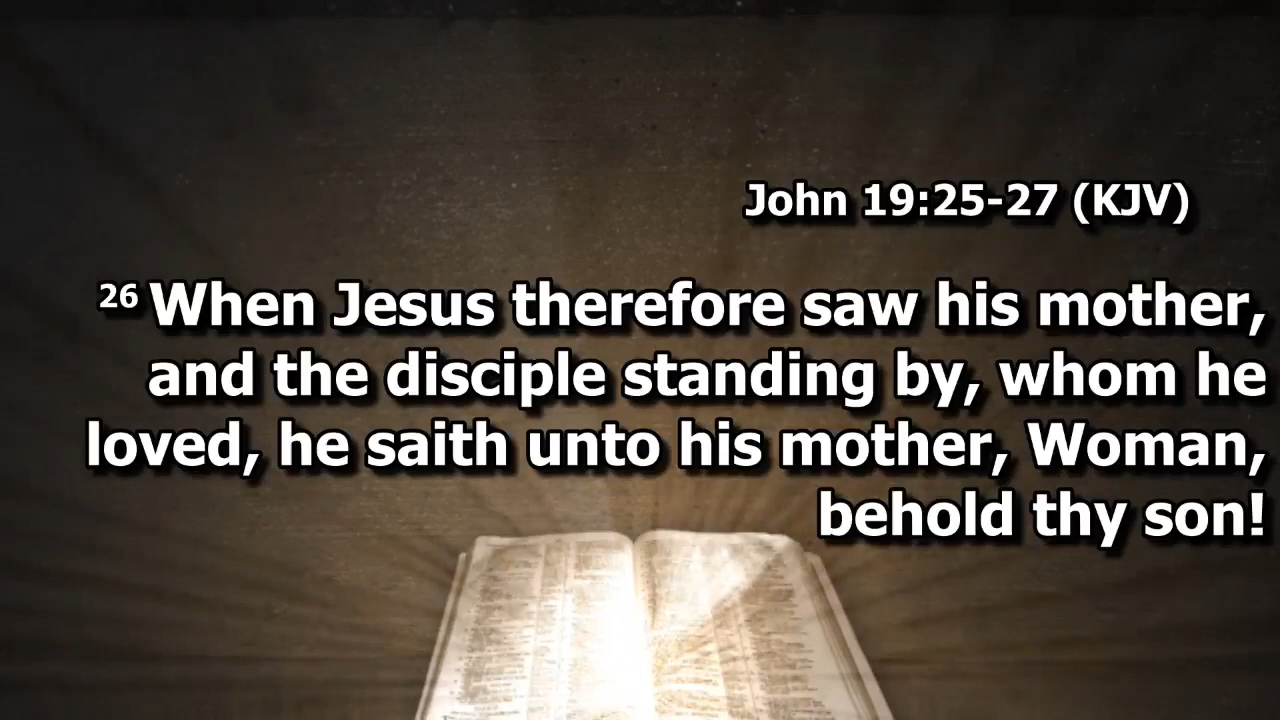 John 19:25-27 (KJV)
26 When Jesus therefore saw his mother,
and the disciple standing by, whom he
loved, he saith unto his mother, Woman,
behold thy son!